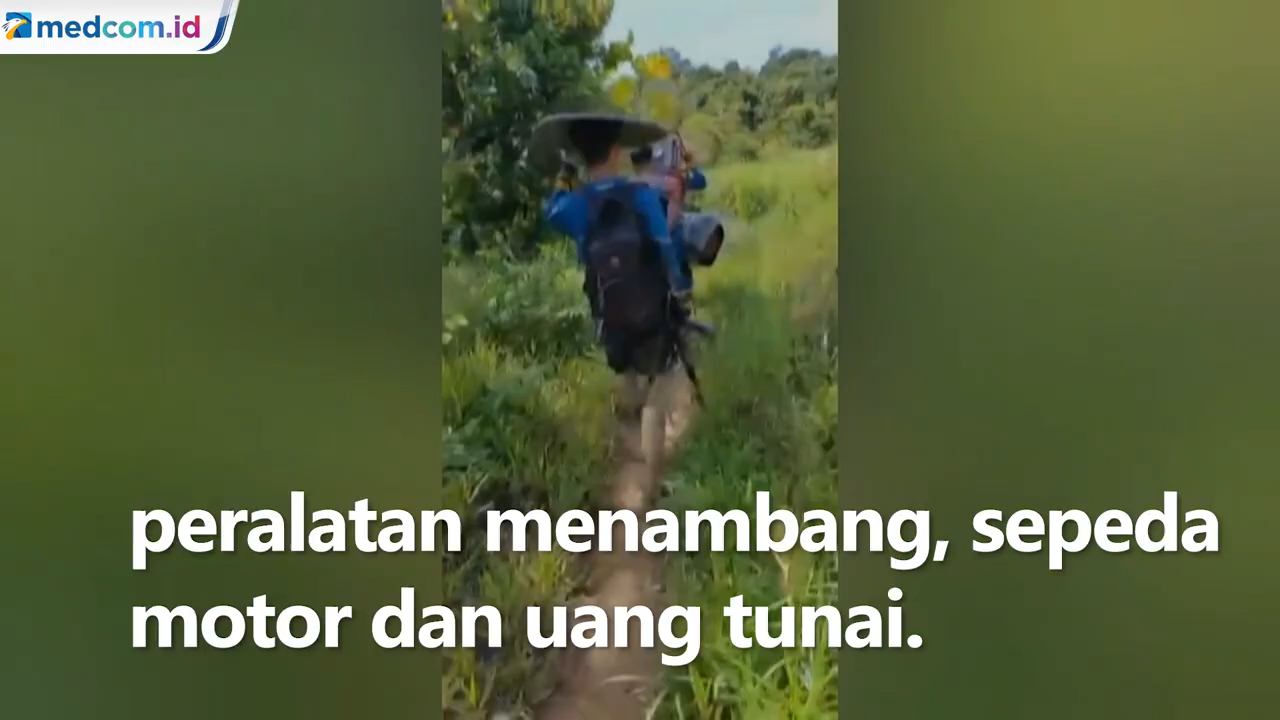 medcom.id
peralatan menambang, sepeda
motor dan uang tunai.